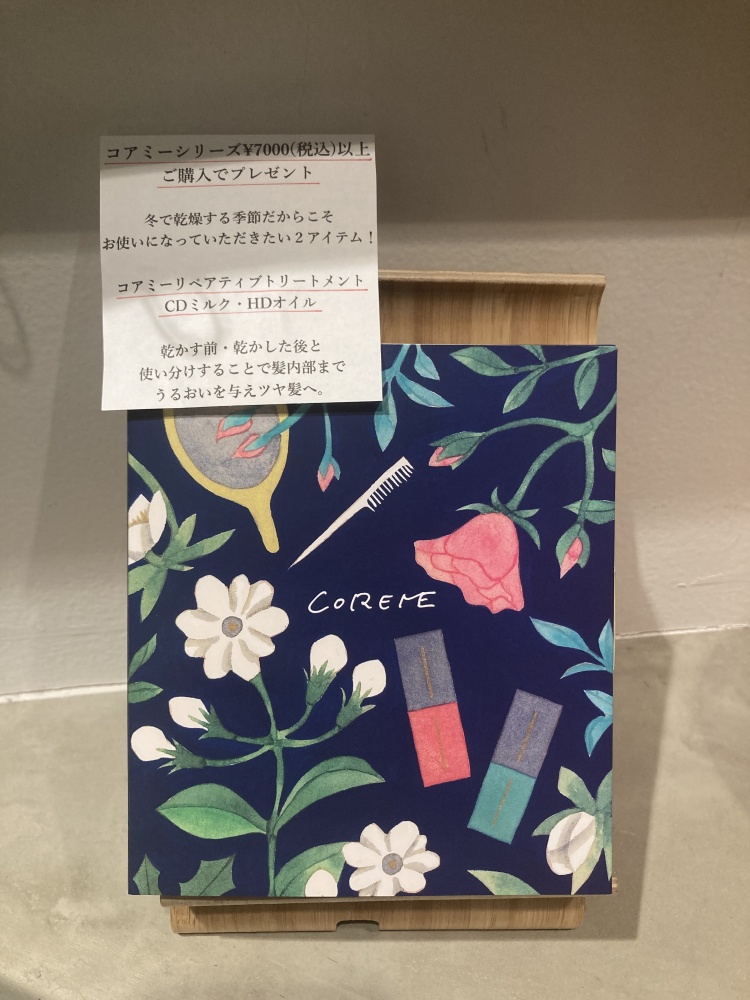 コアミーシリーズ¥7000(税込)以上
ご購入でプレゼント
冬で乾燥する季節だからこそ
お使いになっていただきたい2アイテム！
コアミーリペアティブトリートメント
CDミルク・HDオイル
乾かす前・乾かした後と
使い分けすることで髪内部まで
うるおいを与えツヤ髪へ。
COREME